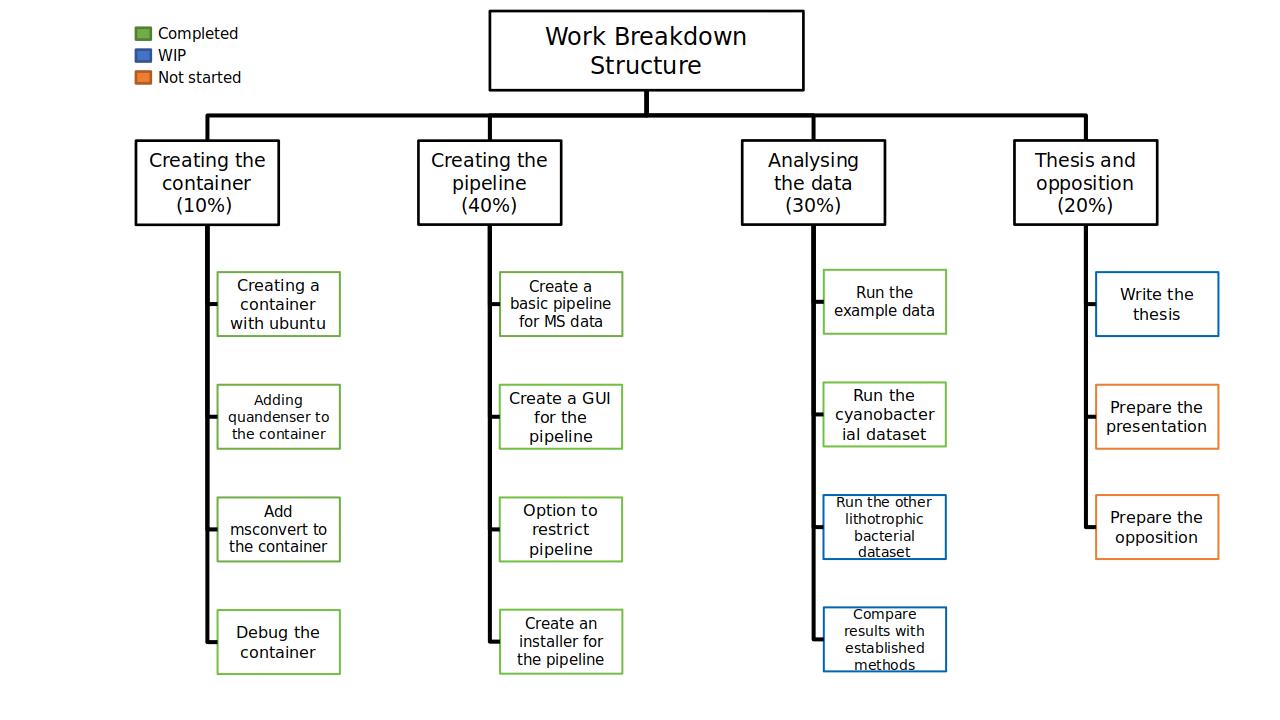 Completed
WIP
Not started
Work Breakdown
Structure
Creating the
container
(10%)
Creating the
pipeline
(40%)
Analysing
the data
(30%)
Thesis and
opposition
(20%)
Creating a
container
with ubuntu
Adding
quandenser to
the container
Add
msconvert to
the container
Debug the
container
Create a
basic pipeline
for MS data
Create a GUI
for the
pipeline
Option to
restrict
pipeline
Create an
installer for
the pipeline
Run the
example data
Run the
cyanobacter
ial dataset
Run the other
lithotrophic
bacterial
dataset
Compare
results with
established
methods
Write the
thesis
Prepare the
presentation
Prepare the
opposition